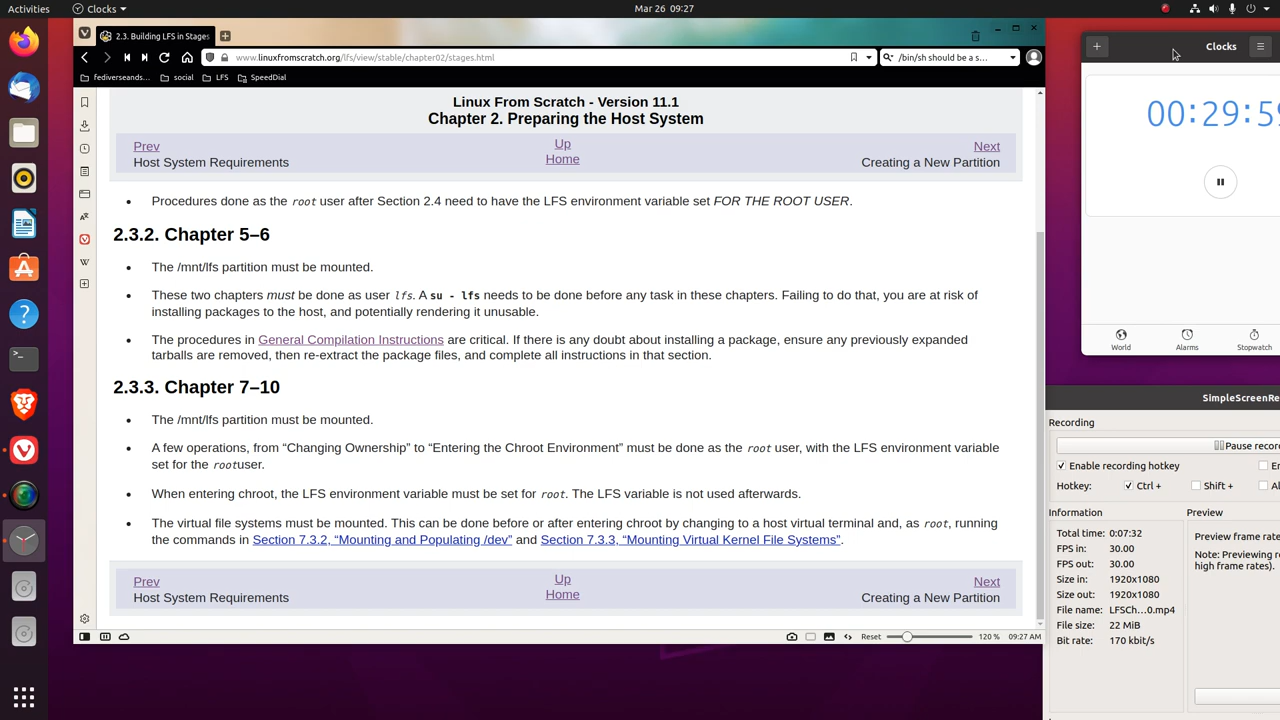 Activities
Clocks
Mar 26 09:27
2.3. Building LFS in Stages
www.linuxfromscratch.org/lfs/view/stable/chapter02/stages.html
/bin/sh should be a s...
fediverseands...
social
LFS
SpeedDial
Linux From Scratch - Version 11.1
Chapter 2. Preparing the Host System
Prev
Up
Next
Host System Requirements
Home
Creating a New Partition
• Procedures done as the root user after Section 2.4 need to have the LFS environment variable set FOR THE ROOT USER.
2.3.2. Chapter 5–6
• The /mnt/lfs partition must be mounted.
• These two chapters must be done as user lfs. A su - lfs needs to be done before any task in these chapters. Failing to do that, you are at risk of
installing packages to the host, and potentially rendering it unusable.
• The procedures in General Compilation Instructions are critical. If there is any doubt about installing a package, ensure any previously expanded
tarballs are removed, then re-extract the package files, and complete all instructions in that section.
2.3.3. Chapter 7–10
• The /mnt/lfs partition must be mounted.
• A few operations, from “Changing Ownership” to “Entering the Chroot Environment” must be done as the root user, with the LFS environment variable
set for the rootuser.
• When entering chroot, the LFS environment variable must be set for root. The LFS variable is not used afterwards.
• The virtual file systems must be mounted. This can be done before or after entering chroot by changing to a host virtual terminal and, as root, running
the commands in Section 7.3.2, “Mounting and Populating /dev” and Section 7.3.3, “Mounting Virtual Kernel File Systems”.
Prev
Up
Next
Host System Requirements
Home
Creating a New Partition
Reset
120 %
09:27 AM
Clocks
00:29:59
World
Alarms
Stopwatch
SimpleScreenRe
Recording
Pause recor
Enable recording hotkey
Hotkey:
Ctrl +
Shift +
Information
Preview
Total time: 0:07:32
Preview frame rate
FPS in: 30.00
Note: Previewing
FPS out: 30.00
high frame rates).
Size in: 1920x1080
Size out: 1920x1080
File name: LFSCh...0.mp4
File size: 22 MiB
Bit rate: 170 kbit/s